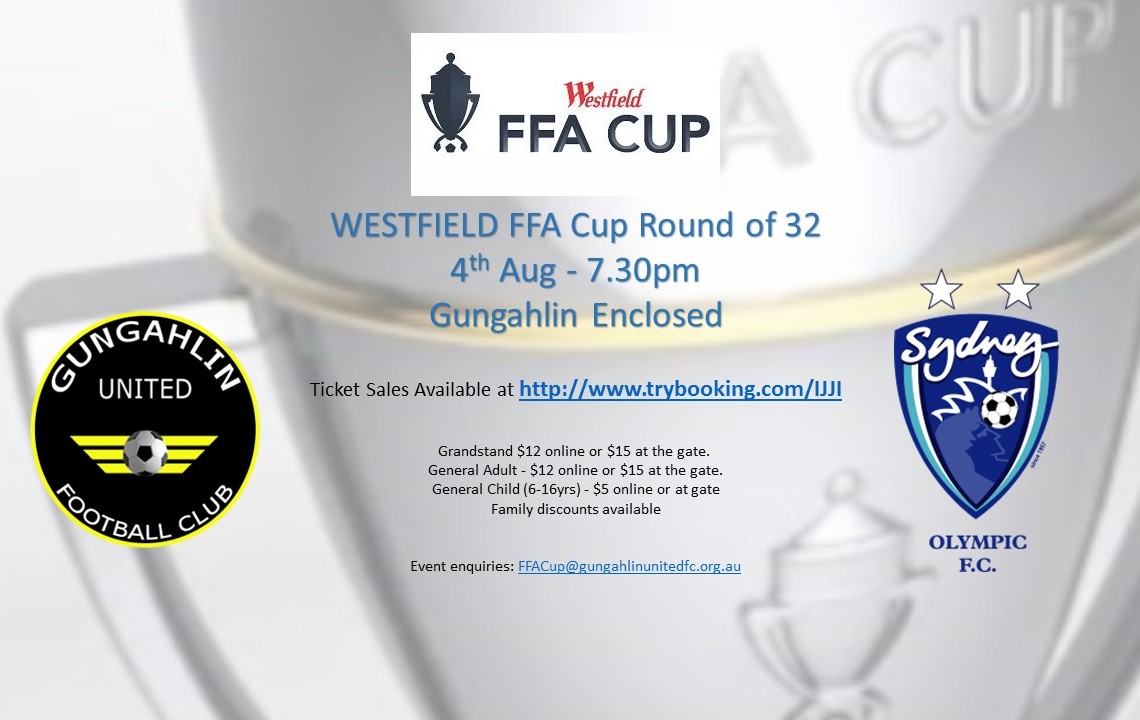 A CUP
Westfield
FFA CUP
WESTFIELD FFA Cup Round of 32
4th Aug - 7.30pm
Gungahlin Enclosed
GUNGAHLIN
UNITED
FOOTBALL CLUB
Sydney
since 1957
OLYMPIC
F.C.
Ticket Sales Available at http://www.trybooking.com/IJJI
Grandstand $12 online or $15 at the gate.
General Adult - $12 online or $15 at the gate.
General Child (6-16yrs) - $5 online or at gate
Family discounts available
Event enquiries: FFACup@gungahlinunitedfc.org.au